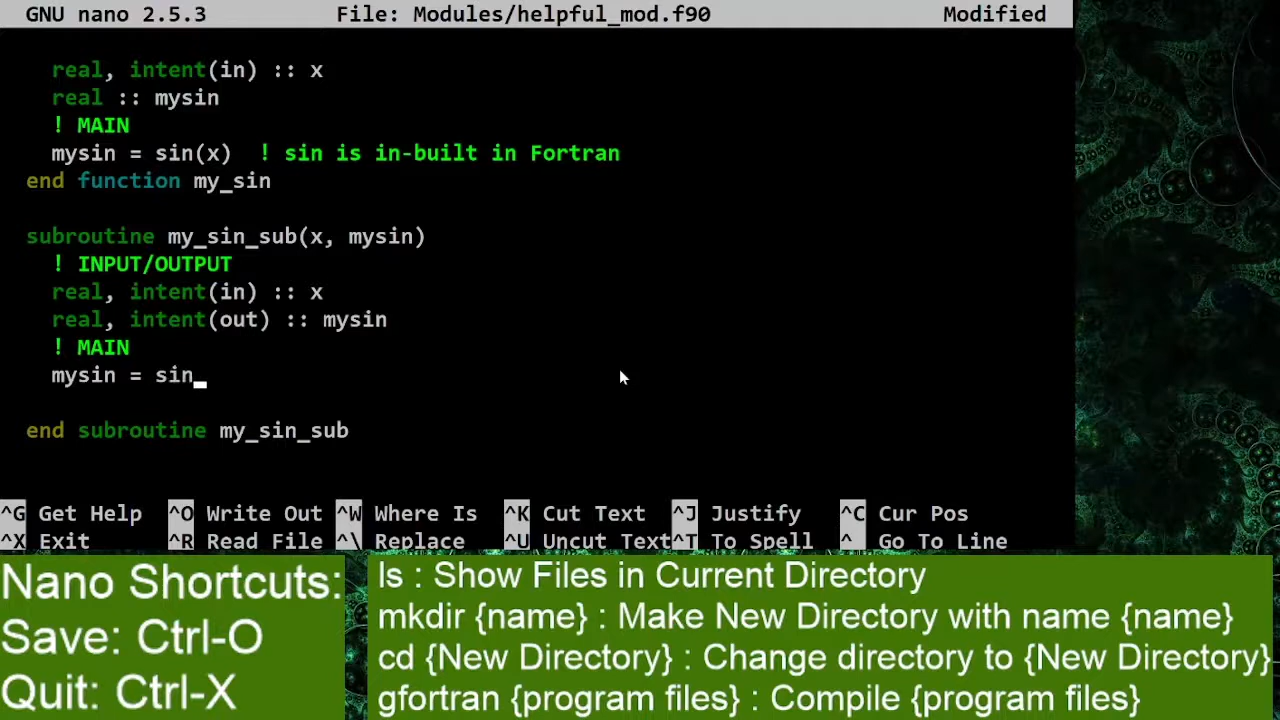 GNU nano 2.5.3 File: Modules/helpful_mod.f90 Modified
real, intent(in) :: x
real :: mysin
! MAIN
mysin = sin(x)  ! sin is in-built in Fortran
end function my_sin
subroutine my_sin_sub(x, mysin)
! INPUT/OUTPUT
real, intent(in) :: x
real, intent(out) :: mysin
! MAIN
mysin = sin_
end subroutine my_sin_sub
^G Get Help ^O Write Out ^W Where Is ^K Cut Text ^J Justify ^C Cur Pos
^X Exit ^R Read File ^\ Replace ^U Uncut Text ^T To Spell ^_ Go To Line
Nano Shortcuts:
Save: Ctrl-O
Quit: Ctrl-X
ls : Show Files in Current Directory
mkdir {name} : Make New Directory with name {name}
cd {New Directory} : Change directory to {New Directory}
gfortran {program files} : Compile {program files}